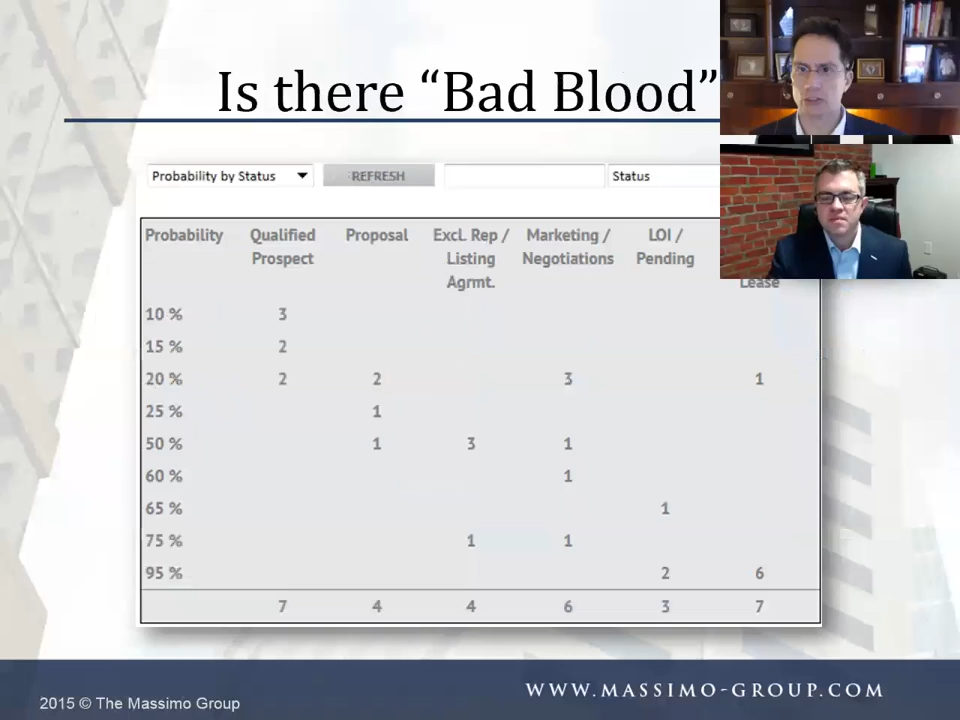 Is there “Bad Blood”
Probability by Status REFRESH Status
Probability Qualified Proposal Excl. Rep / Marketing / LOI /
Prospect Listing Negotiations Pending
Agrmt. Lease
10 % 3
15 % 2
20 % 2 2 3 1
25 % 1
50 % 1 3 1
60 % 1
65 % 1
75 % 1 1
95 % 2 6
7 4 4 6 3 7
2015 © The Massimo Group WWW.MASSIMO-GROUP.COM